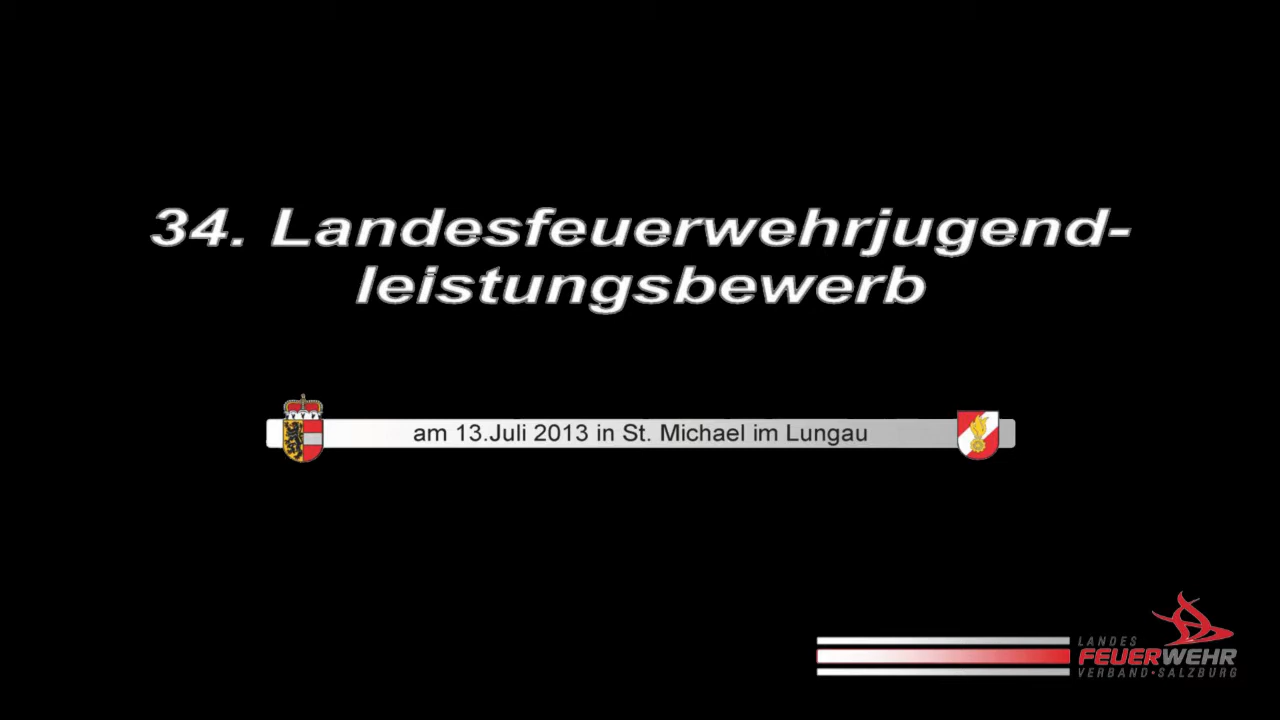 34. Landesfeuerwehrjugend-
leistungsbewerb
am 13.Juli 2013 in St. Michael im Lungau
LANDES
FEUERWEHR
VERBAND•SALZBURG